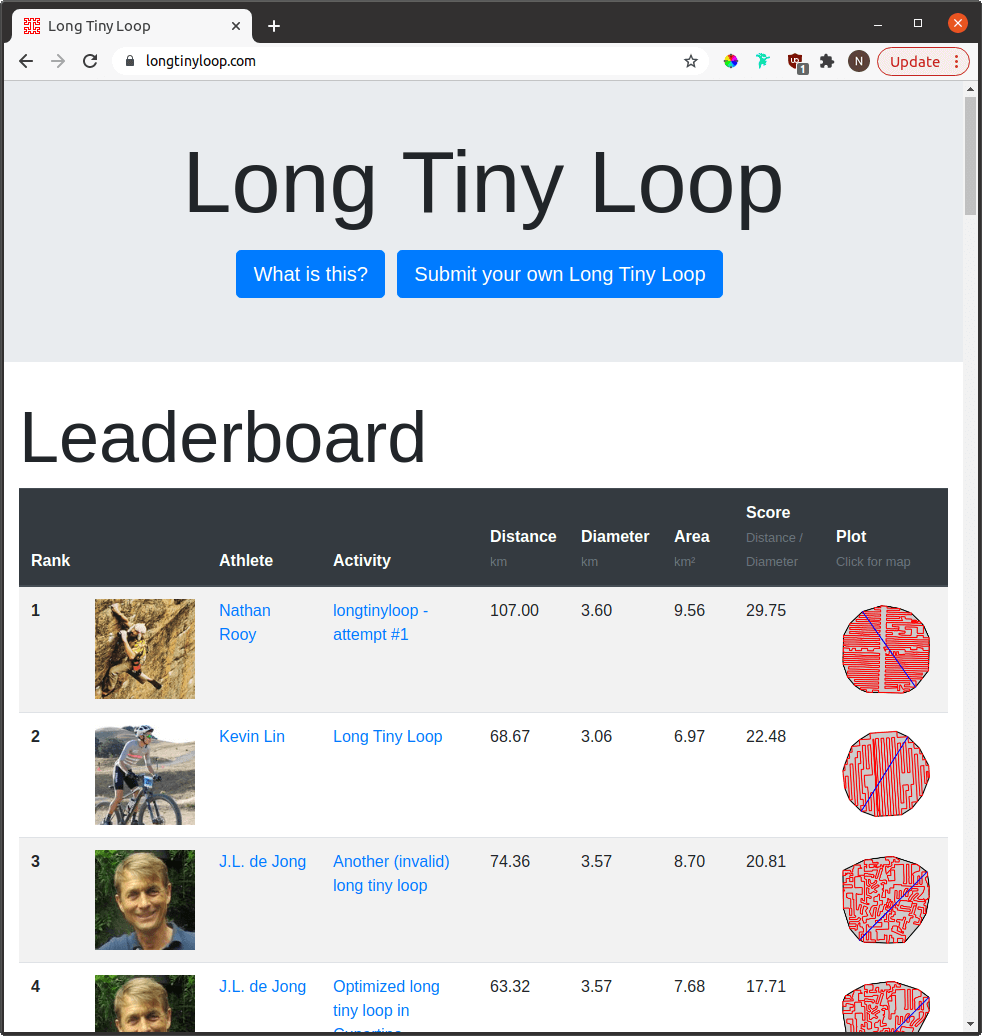 Long Tiny Loop
longtinyloop.com
1
N
Update
Long Tiny Loop
What is this?
Submit your own Long Tiny Loop
Leaderboard
Rank
Athlete
Activity
Distance
km
Diameter
km
Area
km²
Score
Distance /
Diameter
Plot
Click for map
1
Nathan
Rooy
longtinyloop -
attempt #1
107.00
3.60
9.56
29.75
2
Kevin Lin
Long Tiny Loop
68.67
3.06
6.97
22.48
3
J.L. de Jong
Another (invalid)
long tiny loop
74.36
3.57
8.70
20.81
4
J.L. de Jong
Optimized long
tiny loop in
63.32
3.57
7.68
17.71